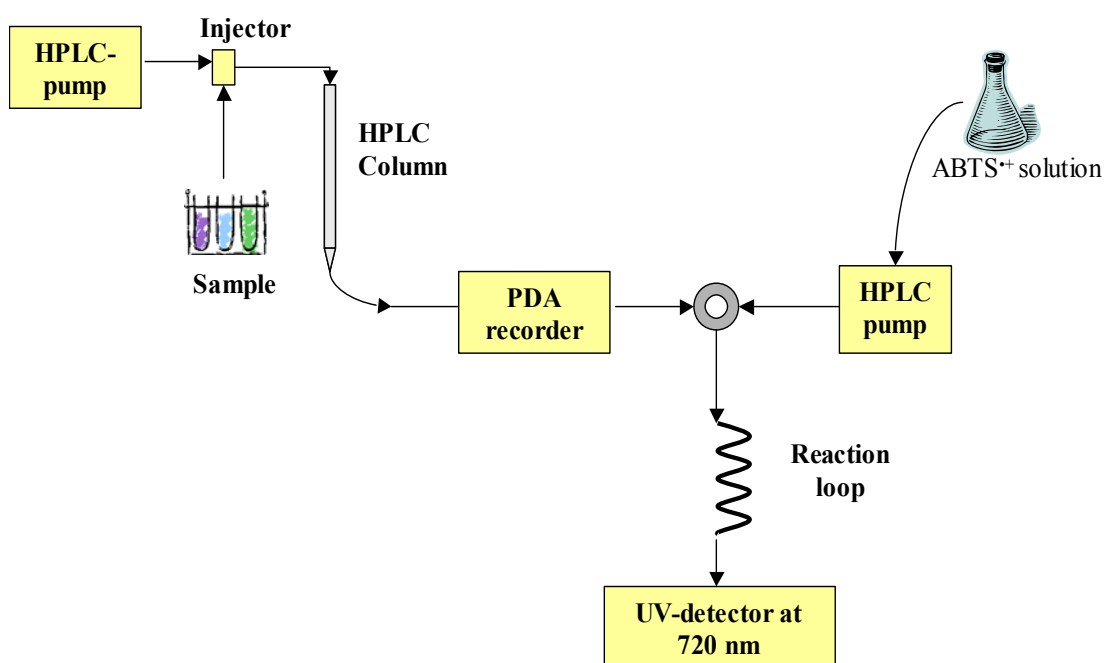 Injector
HPLC-
pump
HPLC
Column
Sample
ABTS•+ solution
PDA
recorder
HPLC
pump
Reaction
loop
UV-detector at
720 nm